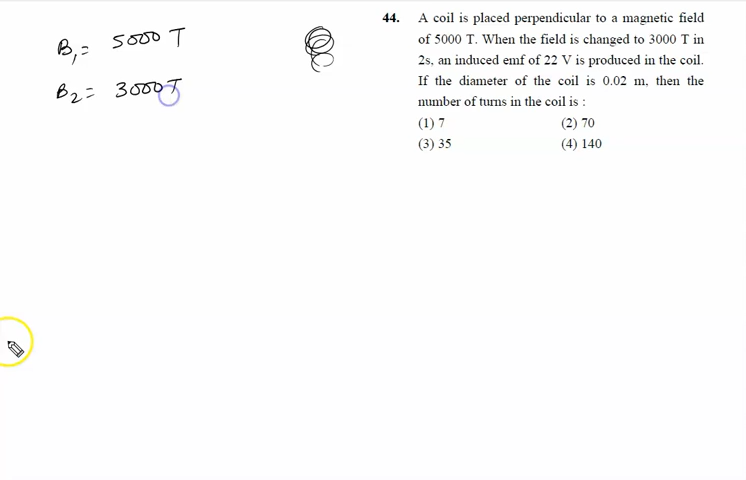 B₁ = 5000 T
B₂ = 3000 T
44. A coil is placed perpendicular to a magnetic field
of 5000 T. When the field is changed to 3000 T in
2s, an induced emf of 22 V is produced in the coil.
If the diameter of the coil is 0.02 m, then the
number of turns in the coil is :
(1) 7 (2) 70
(3) 35 (4) 140